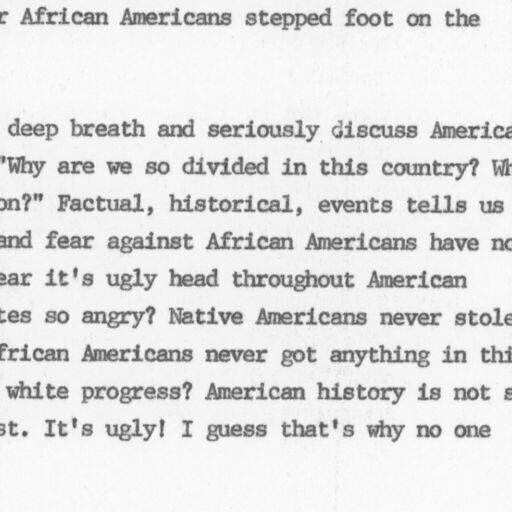 r African Americans stepped foot on the
deep breath and seriously discuss America
"Why are we so divided in this country? Wh
on?" Factual, historical, events tells us
and fear against African Americans have no
ear it's ugly head throughout American
tes so angry? Native Americans never stole
frican Americans never got anything in thi
white progress? American history is not s
st. It's ugly! I guess that's why no one